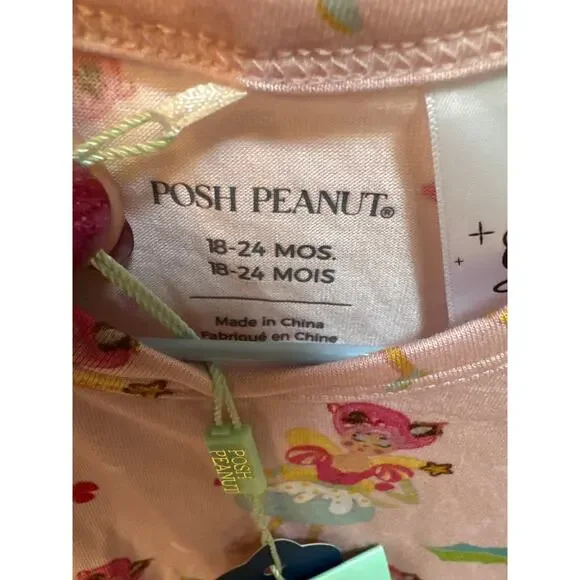 POSH PEANUT®
18-24 MOS.
18-24 MOIS
Made in China
Fabriqué en Chine
POSH
PEANUT